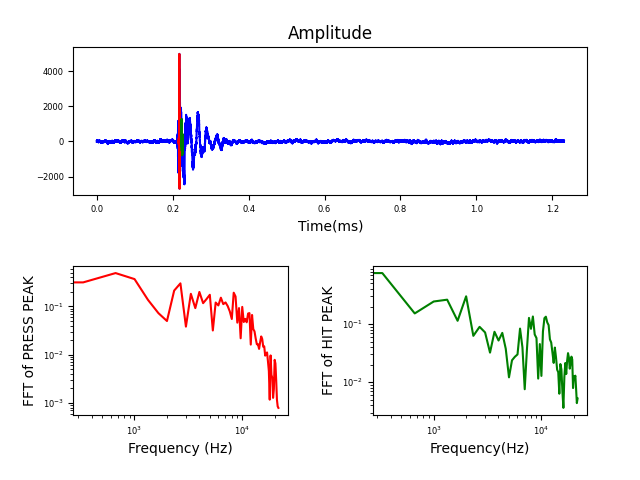 Amplitude
4000
2000
0
−2000
0.0 0.2 0.4 0.6 0.8 1.0 1.2
Time(ms)
FFT of PRESS PEAK
10⁻¹
10⁻²
10⁻³
10³ 10⁴
Frequency (Hz)
FFT of HIT PEAK
10⁻¹
10⁻²
10³ 10⁴
Frequency(Hz)